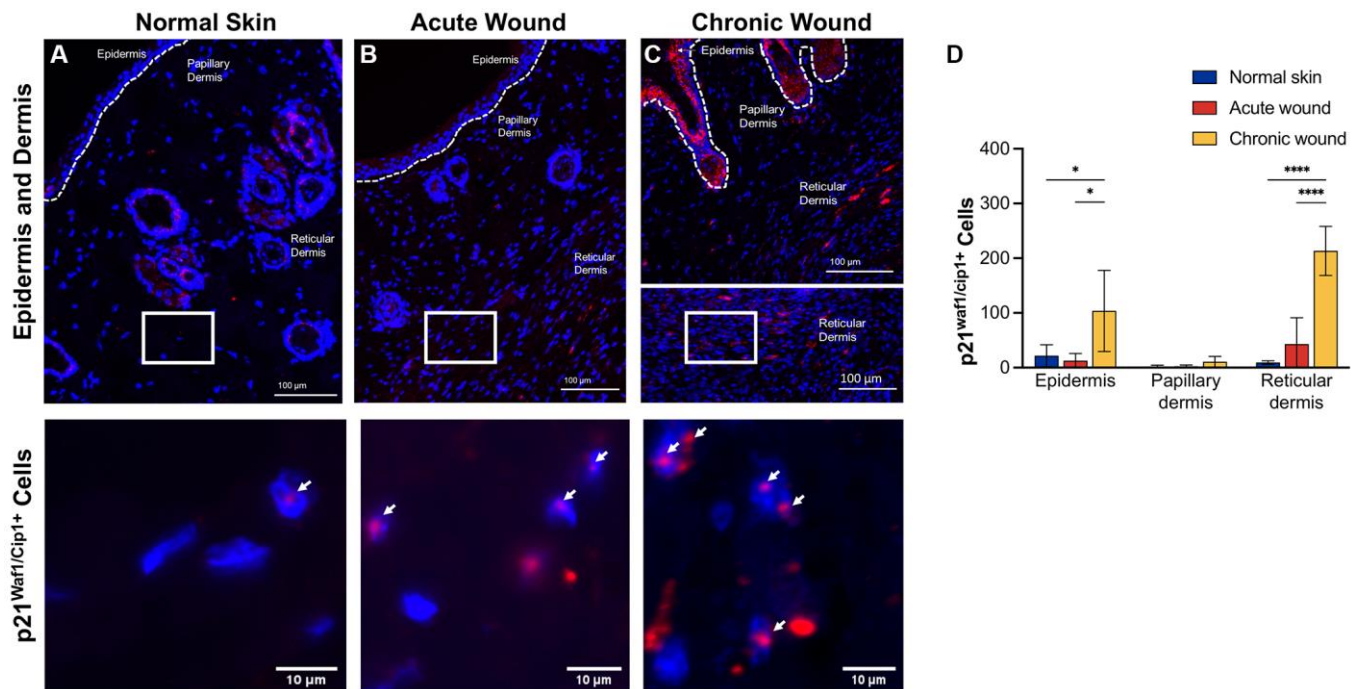 Normal Skin
Acute Wound
Chronic Wound
Epidermis and Dermis
A
Epidermis
Papillary
Dermis
Reticular
Dermis
100 µm
B
Epidermis
Papillary
Dermis
Reticular
Dermis
100 µm
C
Epidermis
Papillary
Dermis
Reticular
Dermis
100 µm
Reticular
Dermis
100 µm
p21Waf1/Cip1+ Cells
10 µm
10 µm
10 µm
D
Normal skin
Acute wound
Chronic wound
p21waf1/cip1+ Cells
400
300
200
100
0
*
*
****
****
Epidermis
Papillary
dermis
Reticular
dermis